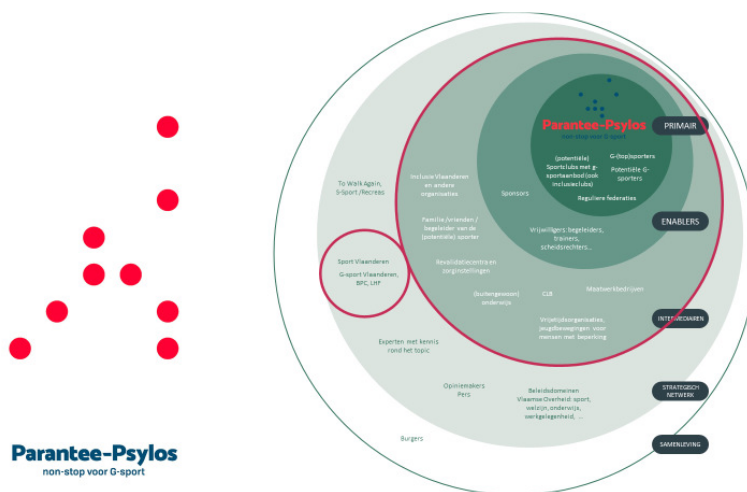 Parantee-Psylos
non-stop voor G-sport
Parantee-Psylos
non-stop voor G-sport
PRIMAIR
(potentiële)
Sportclubs met g-
sportaanbod (ook
inclusieclubs)
G-(top)sporters
Potentiële G-
sporters
Reguliere federaties
Sponsors
Vrijwilligers: begeleiders,
trainers,
scheidsrechters...
ENABLERS
Inclusie Vlaanderen
en andere
organisaties
Familie /vrienden /
begeleider van de
(potentiële) sporter
Revalidatiecentra en
zorginstellingen
(buitengewoon)
onderwijs
CLB
Maatwerkbedrijven
Vrijetijdsorganisaties,
jeugdbewegingen voor
mensen met beperking
INTERMEDIAREN
To Walk Again,
S-Sport /Recreas
Sport Vlaanderen
G-sport Vlaanderen,
BPC, LHF
Experten met kennis
rond het topic
Opiniemakers
Pers
Beleidsdomeinen
Vlaamse Overheid: sport,
welzijn, onderwijs,
werkgelegenheid, ...
STRATEGISCH
NETWERK
Burgers
SAMENLEVING